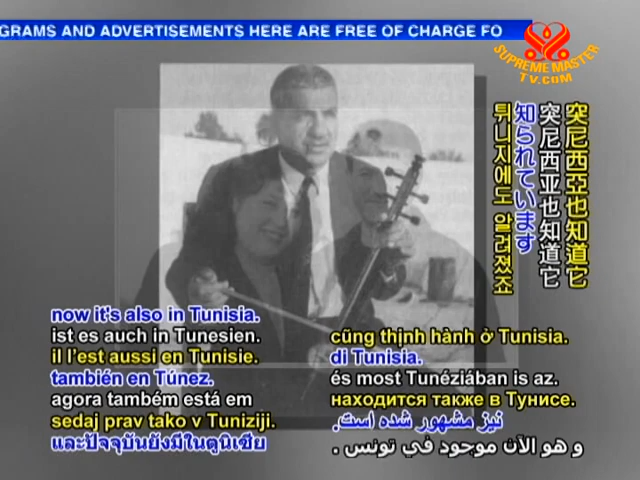 GRAMS AND ADVERTISEMENTS HERE ARE FREE OF CHARGE FO
SUPREME MASTER
TV.COM
突尼西亞也知道它
突尼西亚也知道它
知られています
튀니지에도 알려졌죠
now it's also in Tunisia.
ist es auch in Tunesien.
il l'est aussi en Tunisie.
también en Túnez.
agora também está em
sedaj prav tako v Tuniziji.
และปัจจุบันยังมีในตูนิเซีย
cũng thịnh hành ở Tunisia.
di Tunisia.
és most Tunéziában is az.
находится также в Тунисе.
نیز مشهور شده است.
و هو الآن موجود في تونس .